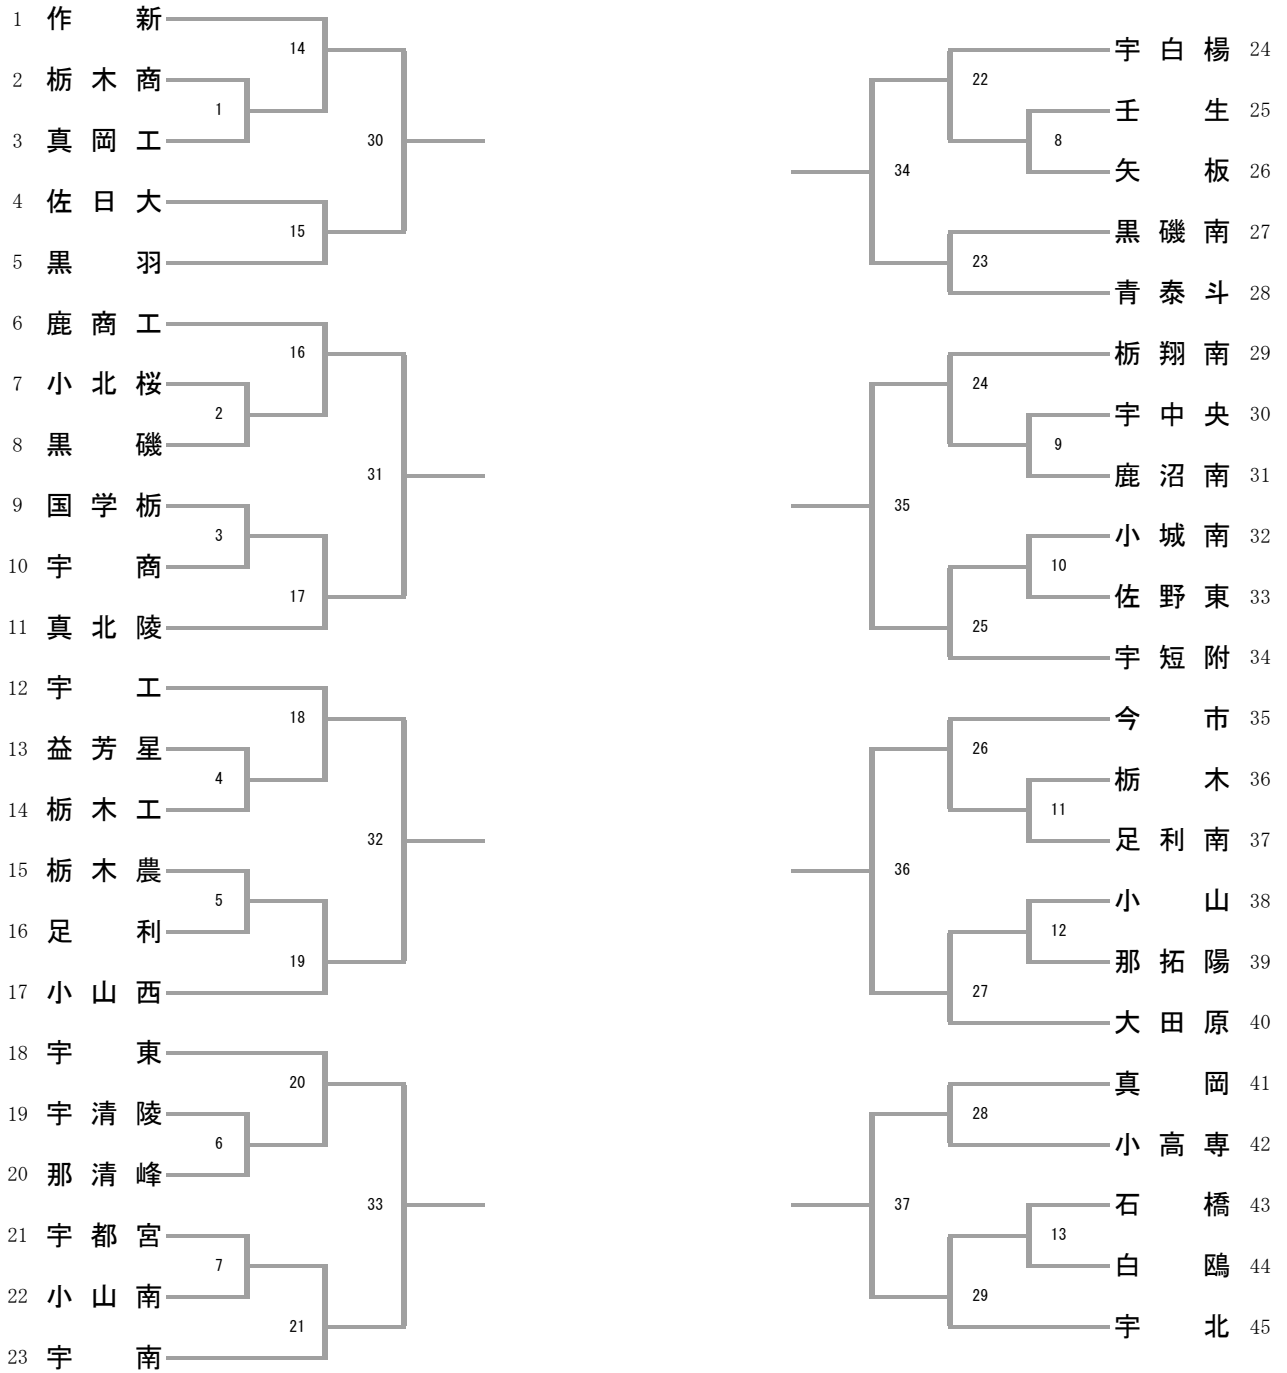 1 作新
14
2 栃木商
1
3 真岡工
30
4 佐日大
15
5 黒羽
6 鹿商工
16
7 小北桜
2
8 黒磯
31
9 国学栃
3
10 宇商
17
11 真北陵
12 宇工
18
13 益芳星
4
14 栃木工
32
15 栃木農
5
16 足利
19
17 小山西
18 宇東
20
19 宇清陵
6
20 那清峰
33
21 宇都宮
7
22 小山南
21
23 宇南
宇白楊 24
22
壬生 25
8
矢板 26
34
黒磯南 27
23
青泰斗 28
栃翔南 29
24
宇中央 30
9
鹿沼南 31
35
小城南 32
10
佐野東 33
25
宇短附 34
今市 35
26
栃木 36
11
足利南 37
36
小山 38
12
那拓陽 39
27
大田原 40
真岡 41
28
小高専 42
37
石橋 43
13
白鴎 44
29
宇北 45